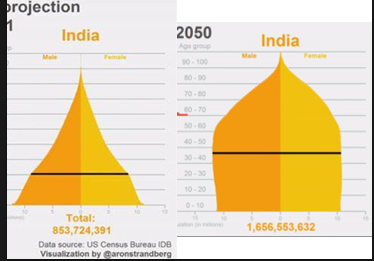 projection
1
India
Male
Female
Total:
853,724,391
Data source: US Census Bureau IDB
Visualization by @aronstrandberg
2050
Age group
India
Male
Female
90 - 100
80 - 90
70 - 80
60 - 70
50 - 60
40 - 50
30 - 40
20 - 30
10 - 20
0 - 10
1,656,553,632